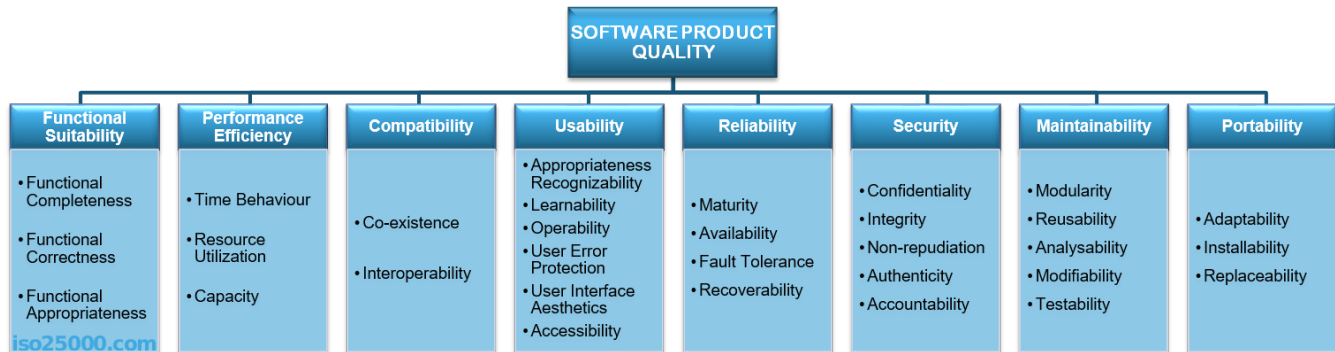 SOFTWARE PRODUCT
QUALITY
Functional
Suitability
• Functional
Completeness
• Functional
Correctness
• Functional
Appropriateness
Performance
Efficiency
• Time Behaviour
• Resource
Utilization
• Capacity
Compatibility
• Co-existence
• Interoperability
Usability
• Appropriateness
Recognizability
• Learnability
• Operability
• User Error
Protection
• User Interface
Aesthetics
• Accessibility
Reliability
• Maturity
• Availability
• Fault Tolerance
• Recoverability
Security
• Confidentiality
• Integrity
• Non-repudiation
• Authenticity
• Accountability
Maintainability
• Modularity
• Reusability
• Analysability
• Modifiability
• Testability
Portability
• Adaptability
• Installability
• Replaceability
iso25000.com